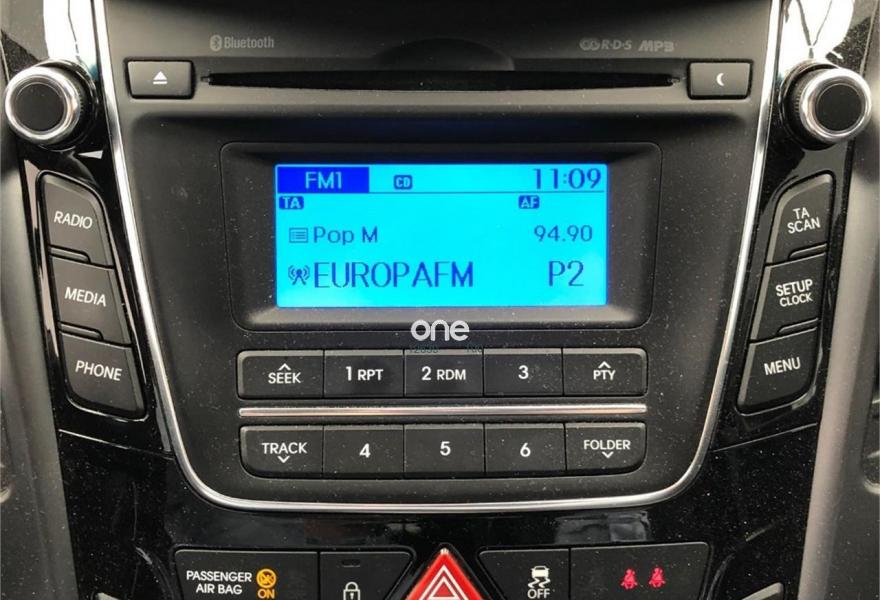 Bluetooth
RDS MP3
FM1 CD 11:09
TA AF
Pop M 94.90
EUROPAFM P2
RADIO
MEDIA
PHONE
TA
SCAN
SETUP
CLOCK
MENU
one
SEEK 1 RPT 2 RDM 3 PTY
TRACK 4 5 6 FOLDER
PASSENGER
AIR BAG
ON
OFF